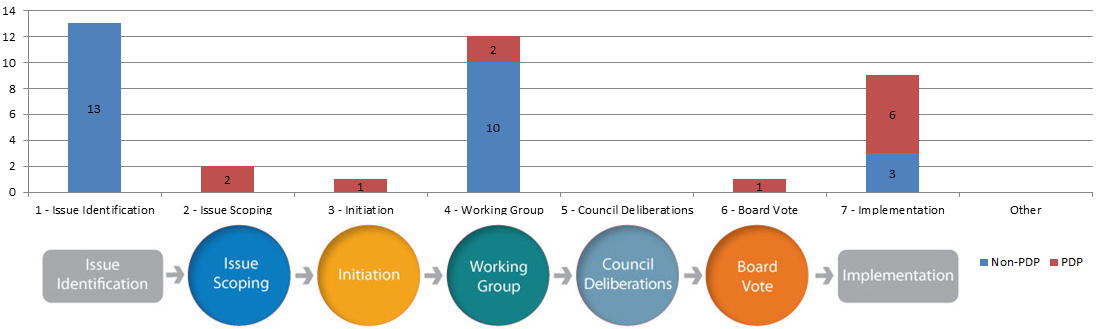 14
12
10
8
6
4
2
0
13
2
1
2
10
1
6
3
1 - Issue Identification 2 - Issue Scoping 3 - Initiation 4 - Working Group 5 - Council Deliberations 6 - Board Vote 7 - Implementation Other
Issue
Identification
Issue
Scoping
Initiation
Working
Group
Council
Deliberations
Board
Vote
Implementation
Non-PDP PDP